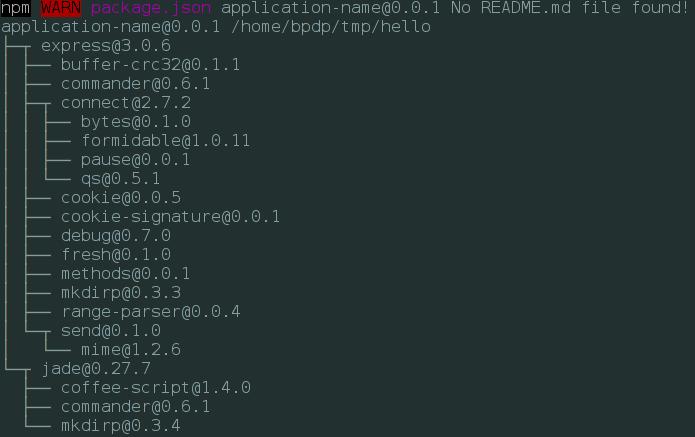 npm WARN package.json application-name@0.0.1 No README.md file found!
application-name@0.0.1 /home/bpdp/tmp/hello
├─┬ express@3.0.6
│ ├── buffer-crc32@0.1.1
│ ├── commander@0.6.1
│ ├─┬ connect@2.7.2
│ │ ├── bytes@0.1.0
│ │ ├── formidable@1.0.11
│ │ ├── pause@0.0.1
│ │ └── qs@0.5.1
│ ├── cookie@0.0.5
│ ├── cookie-signature@0.0.1
│ ├── debug@0.7.0
│ ├── fresh@0.1.0
│ ├── methods@0.0.1
│ ├── mkdirp@0.3.3
│ ├── range-parser@0.0.4
│ └─┬ send@0.1.0
│   └── mime@1.2.6
└─┬ jade@0.27.7
  ├── coffee-script@1.4.0
  ├── commander@0.6.1
  └── mkdirp@0.3.4